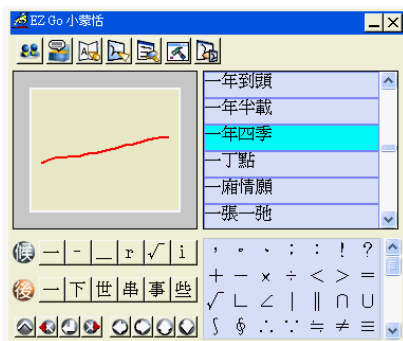 EZ Go 小蒙恬
一年到頭
一年半載
一年四季
一丁點
一廂情願
一張一弛
候 一 - _ r √ i
後 一 下 世 串 事 些
, 。 、 ; : ! ?
+ - × ÷ < > =
√ ∟ ∠ | ∥ ∩ ∪
∫ ∮ ∴ ∵ ≒ ≠ ≡